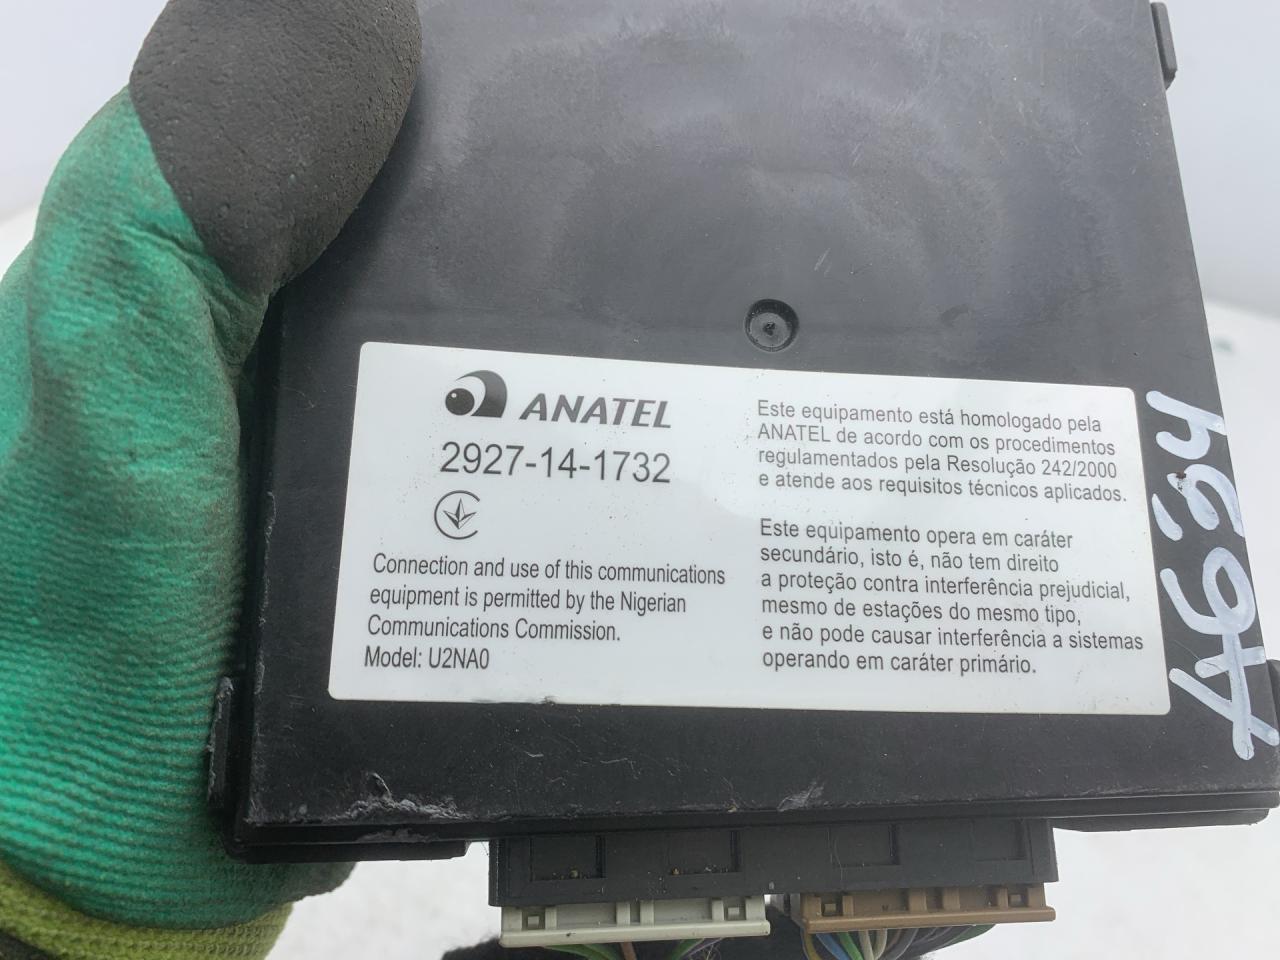 ANATEL
2927-14-1732
Connection and use of this communications
equipment is permitted by the Nigerian
Communications Commission.
Model: U2NA0
Este equipamento está homologado pela
ANATEL de acordo com os procedimentos
regulamentados pela Resolução 242/2000
e atende aos requisitos técnicos aplicados.
Este equipamento opera em caráter
secundário, isto é, não tem direito
a proteção contra interferência prejudicial,
mesmo de estações do mesmo tipo,
e não pode causar interferência a sistemas
operando em caráter primário.